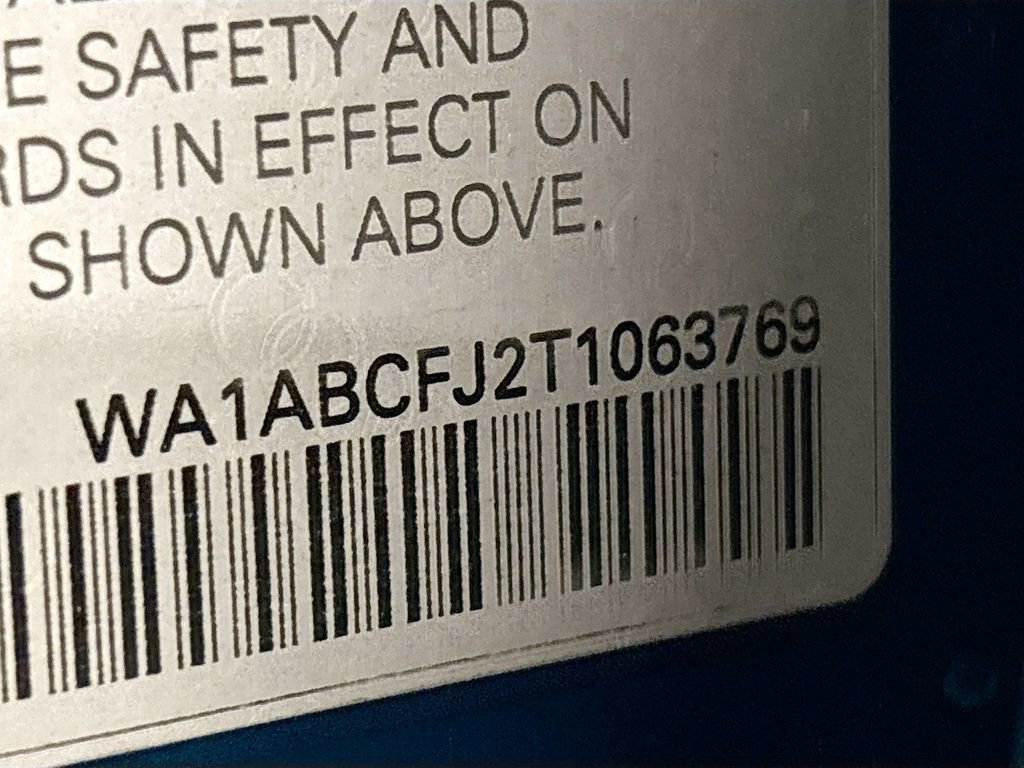 E SAFETY AND
RDS IN EFFECT ON
SHOWN ABOVE.
WA1ABCFJ2T1063769